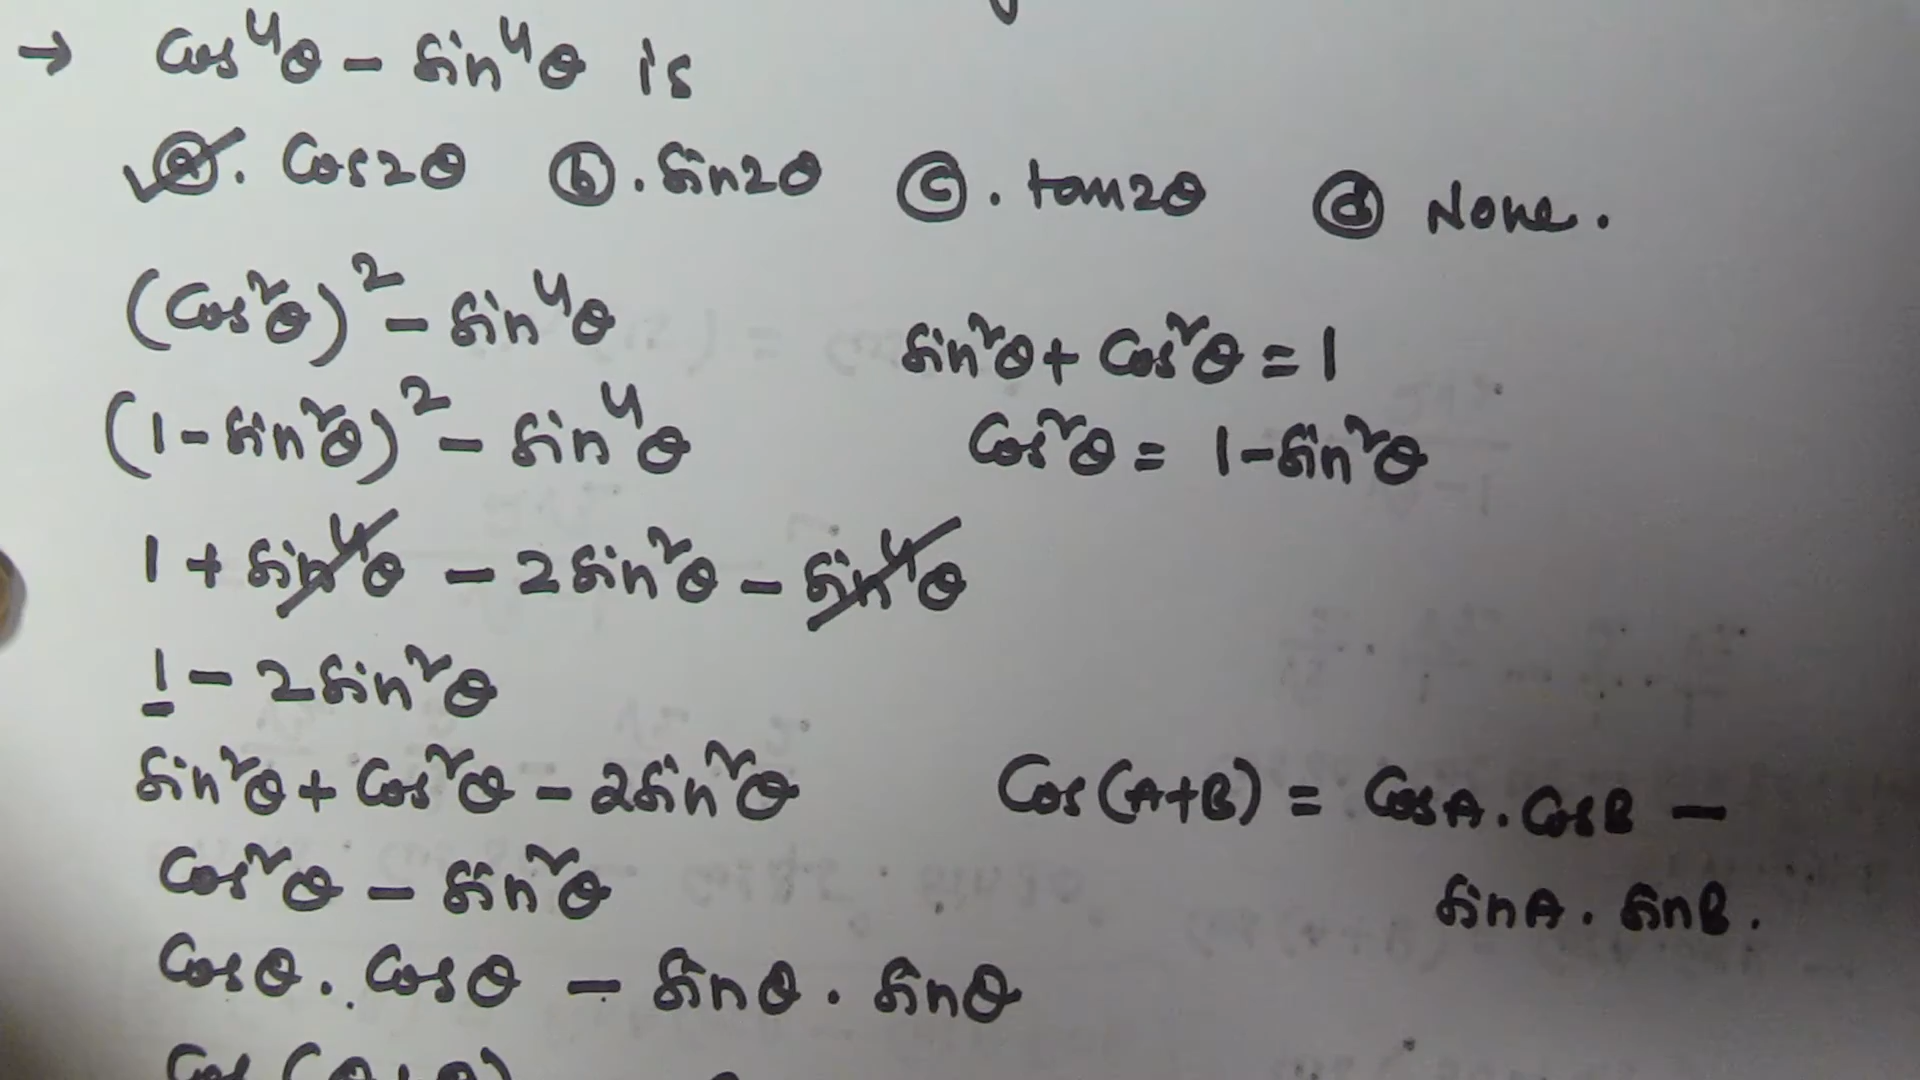 → Cos⁴θ - Sin⁴θ is
ⓐ. Cos2θ ⓑ. Sin2θ ⓒ. tan2θ ⓓ None.
(Cos²θ)² - Sin⁴θ
Sin²θ + Cos²θ = 1
(1 - Sin²θ)² - Sin⁴θ
Cos²θ = 1 - Sin²θ
1 + Sin⁴θ - 2Sin²θ - Sin⁴θ
1 - 2Sin²θ
Sin²θ + Cos²θ - 2Sin²θ
Cos(A+B) = CosA . CosB -
SinA . SinB.
Cos²θ - Sin²θ
Cosθ . Cosθ - Sinθ . Sinθ
Cos (θ+θ)